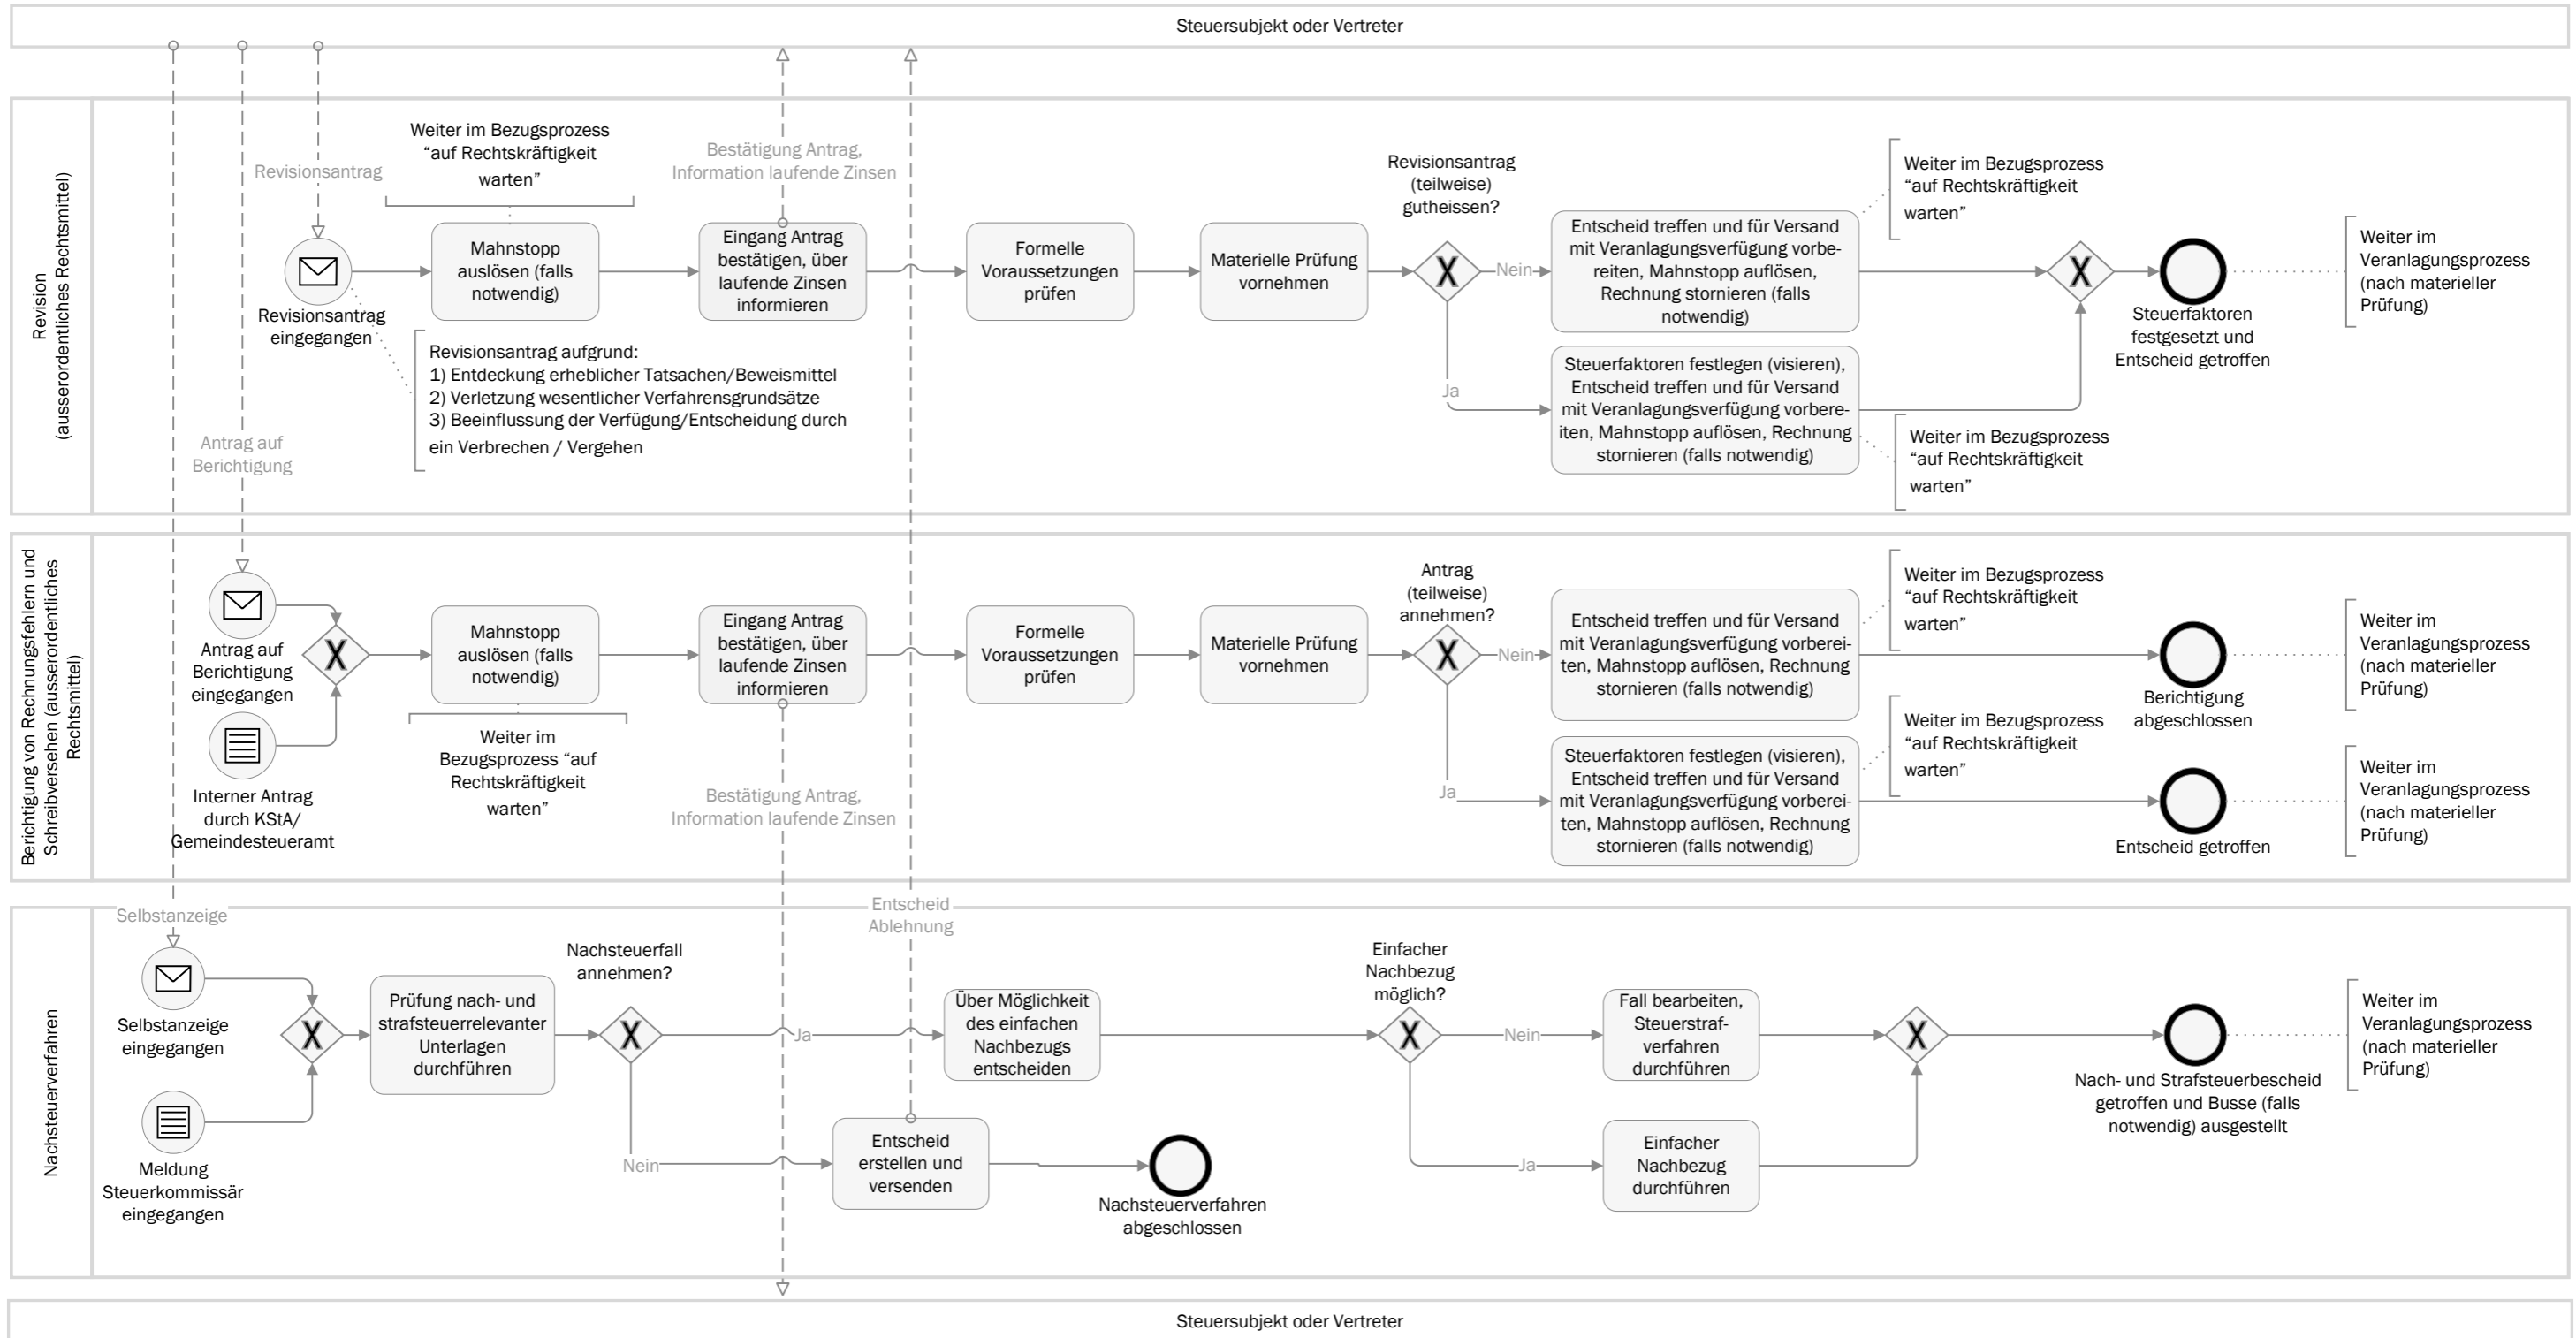 Steuersubjekt oder Vertreter
Revision
(ausserordentliches Rechtsmittel)
Revisionsantrag
Revisionsantrag
eingegangen
Weiter im Bezugsprozess
“auf Rechtskräftigkeit
warten”
Mahnstopp
auslösen (falls
notwendig)
Revisionsantrag aufgrund:
1) Entdeckung erheblicher Tatsachen/Beweismittel
2) Verletzung wesentlicher Verfahrensgrundsätze
3) Beeinflussung der Verfügung/Entscheidung durch
ein Verbrechen / Vergehen
Bestätigung Antrag,
Information laufende Zinsen
Eingang Antrag
bestätigen, über
laufende Zinsen
informieren
Formelle
Voraussetzungen
prüfen
Materielle Prüfung
vornehmen
Revisionsantrag
(teilweise)
gutheissen?
X
Nein
Ja
Entscheid treffen und für Versand
mit Veranlagungsverfügung vorbe-
reiten, Mahnstopp auflösen,
Rechnung stornieren (falls
notwendig)
Weiter im Bezugsprozess
“auf Rechtskräftigkeit
warten”
Steuerfaktoren festlegen (visieren),
Entscheid treffen und für Versand
mit Veranlagungsverfügung vorbere-
iten, Mahnstopp auflösen, Rechnung
stornieren (falls notwendig)
Weiter im Bezugsprozess
“auf Rechtskräftigkeit
warten”
X
Steuerfaktoren
festgesetzt und
Entscheid getroffen
Weiter im
Veranlagungsprozess
(nach materieller
Prüfung)
Berichtigung von Rechnungsfehlern und
Schreibversehen (ausserordentliches
Rechtsmittel)
Antrag auf
Berichtigung
Antrag auf
Berichtigung
eingegangen
Interner Antrag
durch KStA/
Gemeindesteueramt
X
Mahnstopp
auslösen (falls
notwendig)
Weiter im
Bezugsprozess “auf
Rechtskräftigkeit
warten”
Eingang Antrag
bestätigen, über
laufende Zinsen
informieren
Bestätigung Antrag,
Information laufende Zinsen
Formelle
Voraussetzungen
prüfen
Materielle Prüfung
vornehmen
Antrag
(teilweise)
annehmen?
X
Nein
Ja
Entscheid treffen und für Versand
mit Veranlagungsverfügung vorberei-
ten, Mahnstopp auflösen, Rechnung
stornieren (falls notwendig)
Weiter im Bezugsprozess
“auf Rechtskräftigkeit
warten”
Berichtigung
abgeschlossen
Weiter im
Veranlagungsprozess
(nach materieller
Prüfung)
Steuerfaktoren festlegen (visieren),
Entscheid treffen und für Versand
mit Veranlagungsverfügung vorberei-
ten, Mahnstopp auflösen, Rechnung
stornieren (falls notwendig)
Weiter im Bezugsprozess
“auf Rechtskräftigkeit
warten”
Entscheid getroffen
Weiter im
Veranlagungsprozess
(nach materieller
Prüfung)
Nachsteuerverfahren
Selbstanzeige
Selbstanzeige
eingegangen
Meldung
Steuerkommissär
eingegangen
X
Prüfung nach- und
strafsteuerrelevanter
Unterlagen
durchführen
Nachsteuerfall
annehmen?
X
Ja
Nein
Entscheid
Ablehnung
Über Möglichkeit
des einfachen
Nachbezugs
entscheiden
Entscheid
erstellen und
versenden
Nachsteuerverfahren
abgeschlossen
Einfacher
Nachbezug
möglich?
X
Nein
Ja
Fall bearbeiten,
Steuerstraf-
verfahren
durchführen
Einfacher
Nachbezug
durchführen
X
Nach- und Strafsteuerbescheid
getroffen und Busse (falls
notwendig) ausgestellt
Weiter im
Veranlagungsprozess
(nach materieller
Prüfung)
Steuersubjekt oder Vertreter